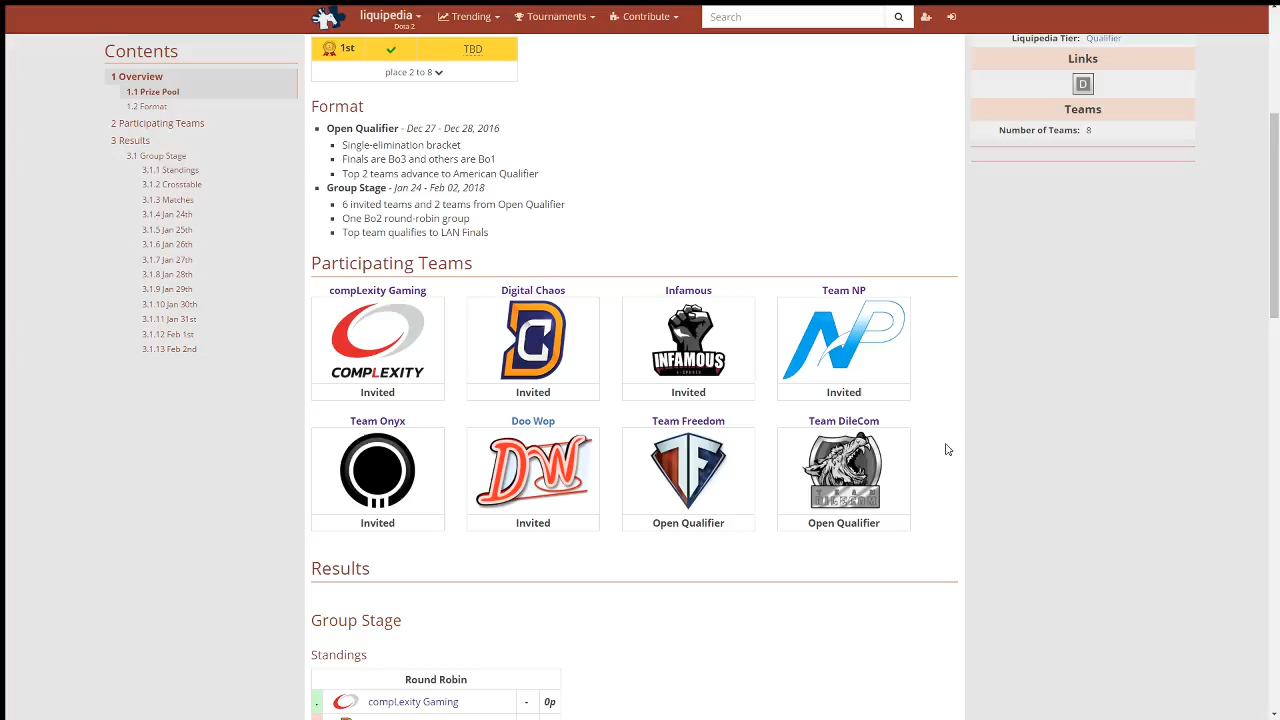 liquipedia
Dota 2
Trending
Tournaments
Contribute
Search
Contents
1 Overview
1.1 Prize Pool
1.2 Format
2 Participating Teams
3 Results
3.1 Group Stage
3.1.1 Standings
3.1.2 Crosstable
3.1.3 Matches
3.1.4 Jan 24th
3.1.5 Jan 25th
3.1.6 Jan 26th
3.1.7 Jan 27th
3.1.8 Jan 28th
3.1.9 Jan 29th
3.1.10 Jan 30th
3.1.11 Jan 31st
3.1.12 Feb 1st
3.1.13 Feb 2nd
1st TBD
place 2 to 8
Format
Open Qualifier - Dec 27 - Dec 28, 2016
Single-elimination bracket
Finals are Bo3 and others are Bo1
Top 2 teams advance to American Qualifier
Group Stage - Jan 24 - Feb 02, 2018
6 invited teams and 2 teams from Open Qualifier
One Bo2 round-robin group
Top team qualifies to LAN Finals
Participating Teams
compLexity Gaming
COMPLEXITY
Invited
Digital Chaos
DC
Invited
Infamous
INFAMOUS
E-SPORTS
Invited
Team NP
NP
Invited
Team Onyx
Invited
Doo Wop
DW
Invited
Team Freedom
TF
Open Qualifier
Team DileCom
TEAM
DILECOM
Open Qualifier
Results
Group Stage
Standings
Round Robin
. compLexity Gaming - 0p
Liquipedia Tier: Qualifier
Links
D
Teams
Number of Teams: 8